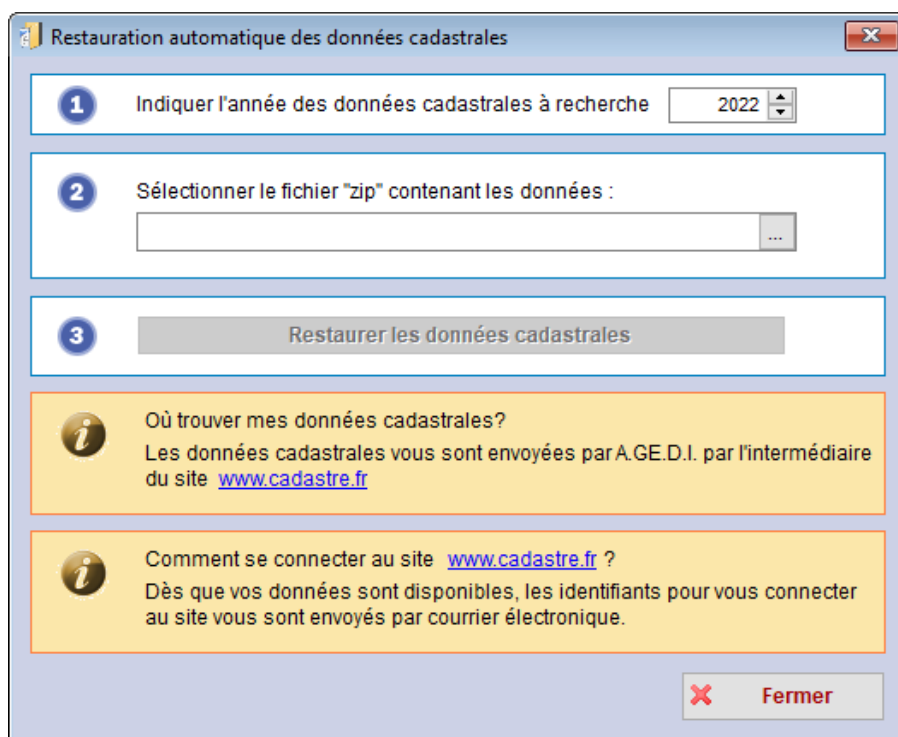 Restauration automatique des données cadastrales
1 Indiquer l'année des données cadastrales à recherche 2022
2 Sélectionner le fichier "zip" contenant les données :
...
3 Restaurer les données cadastrales
Où trouver mes données cadastrales?
Les données cadastrales vous sont envoyées par A.GE.D.I. par l'intermédiaire
du site www.cadastre.fr
Comment se connecter au site www.cadastre.fr ?
Dès que vos données sont disponibles, les identifiants pour vous connecter
au site vous sont envoyés par courrier électronique.
Fermer